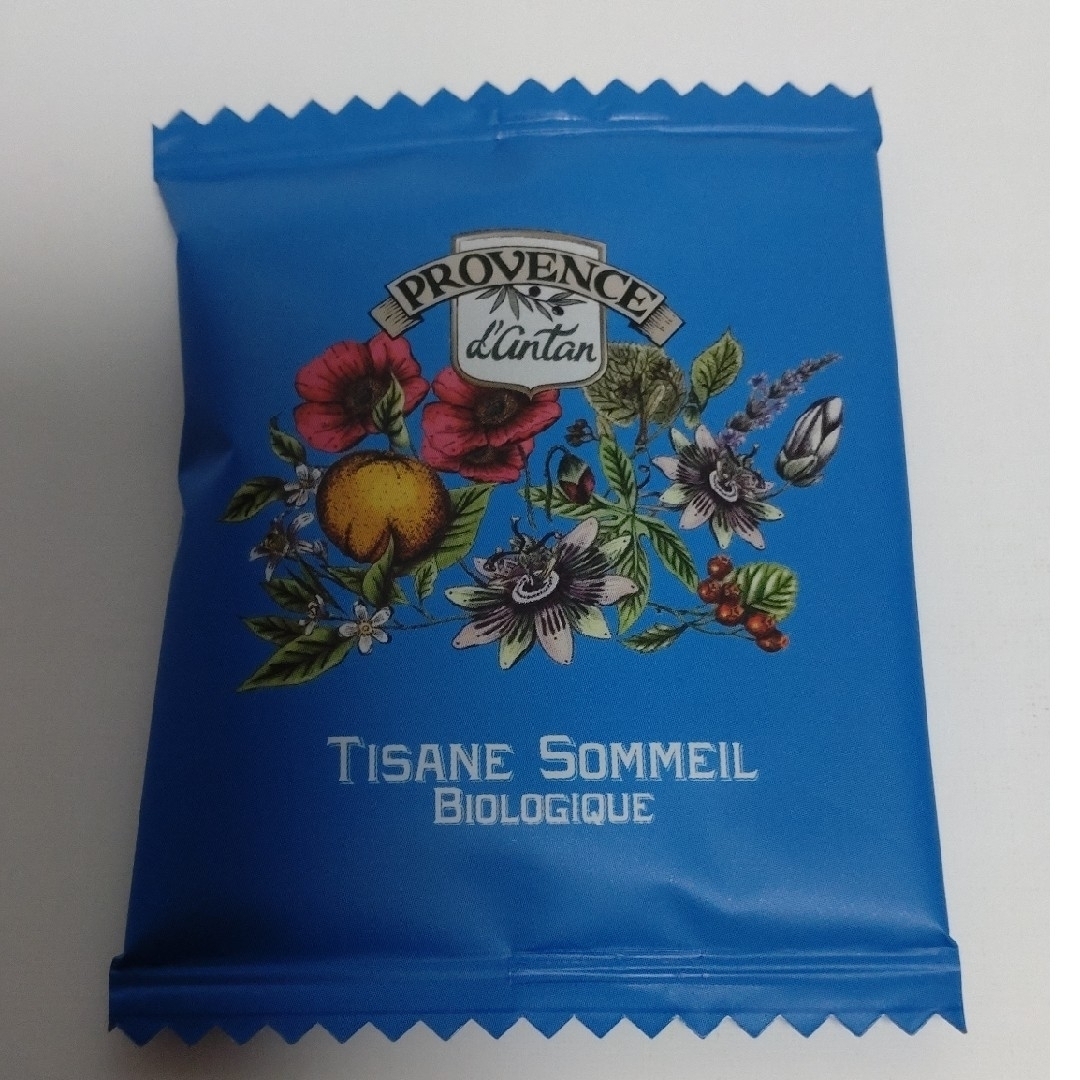 PROVENCE
d'Antan
TISANE SOMMEIL
BIOLOGIQUE